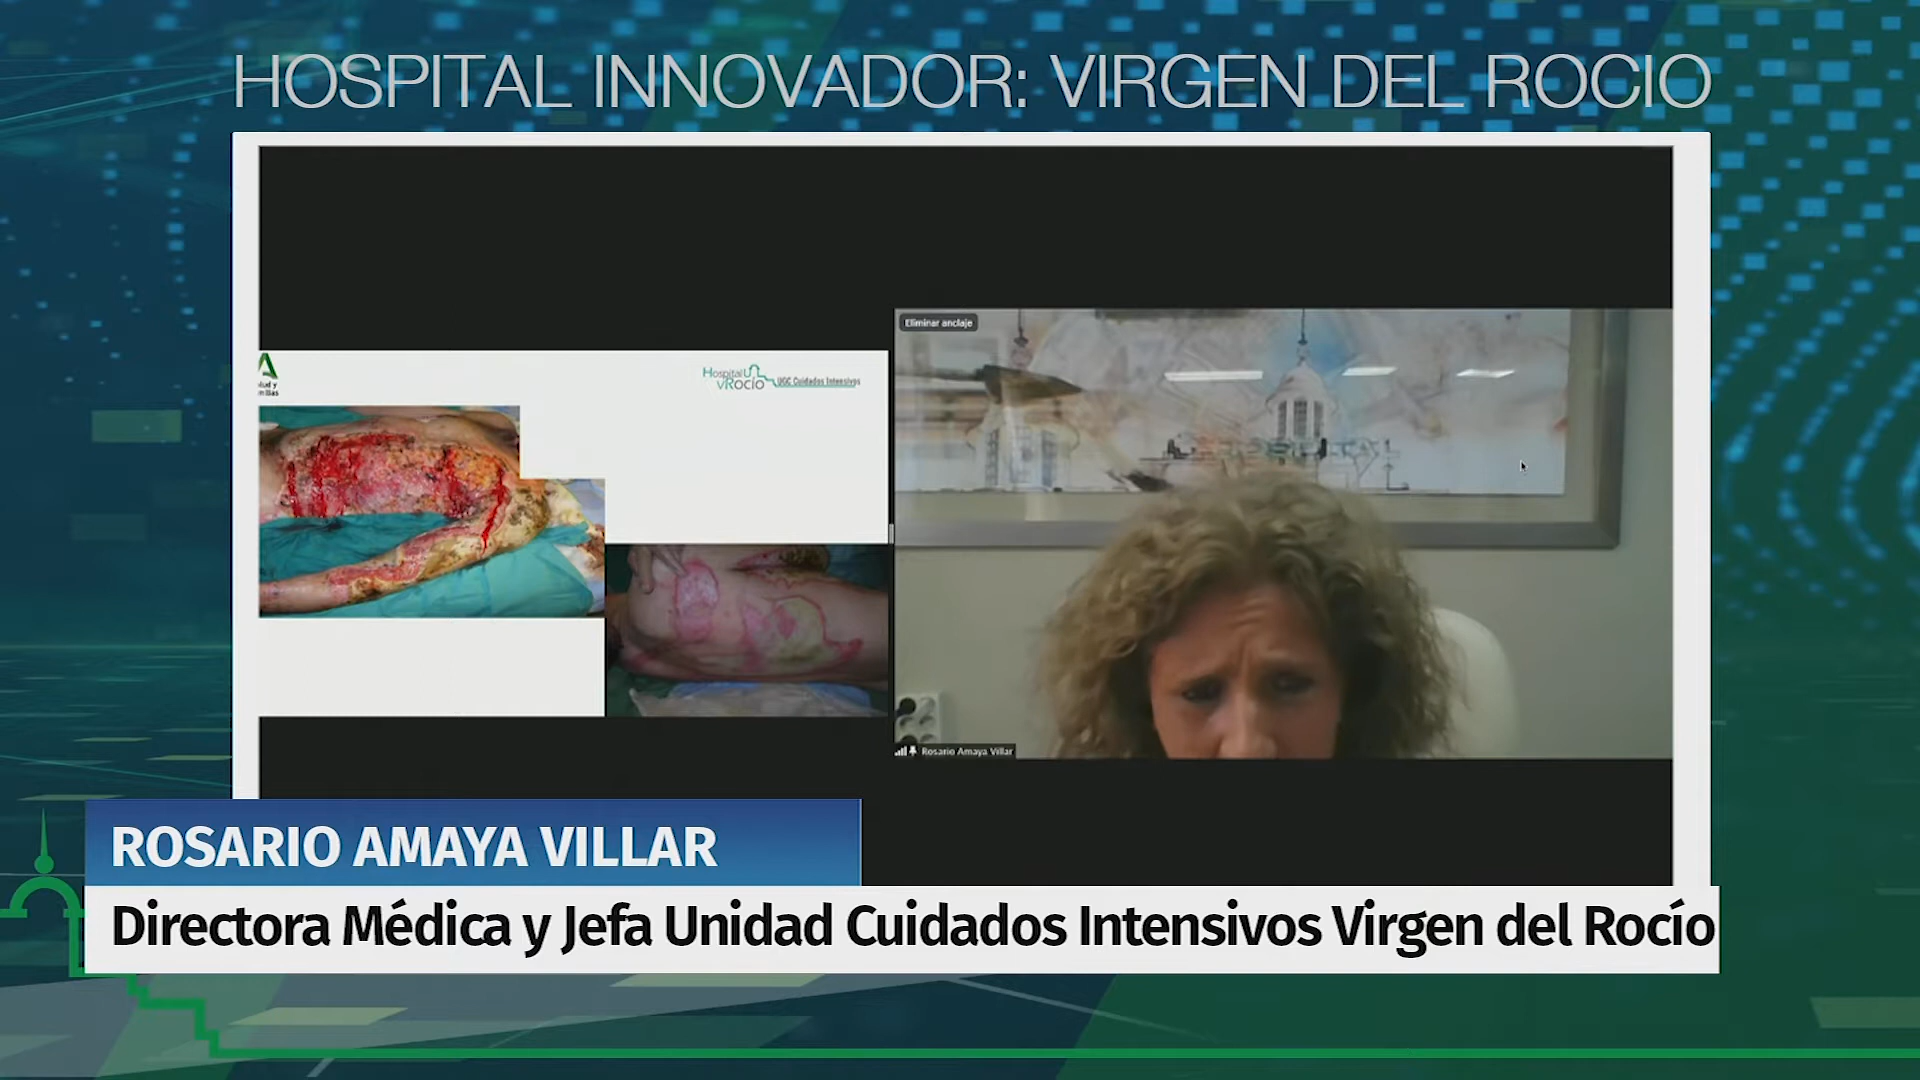 HOSPITAL INNOVADOR: VIRGEN DEL ROCIO
Eliminar anclaje
Hospital U
vRocío
UGC Cuidados Intensivos
HOSPITAL
Rosario Amaya Villar
ROSARIO AMAYA VILLAR
Directora Médica y Jefa Unidad Cuidados Intensivos Virgen del Rocío